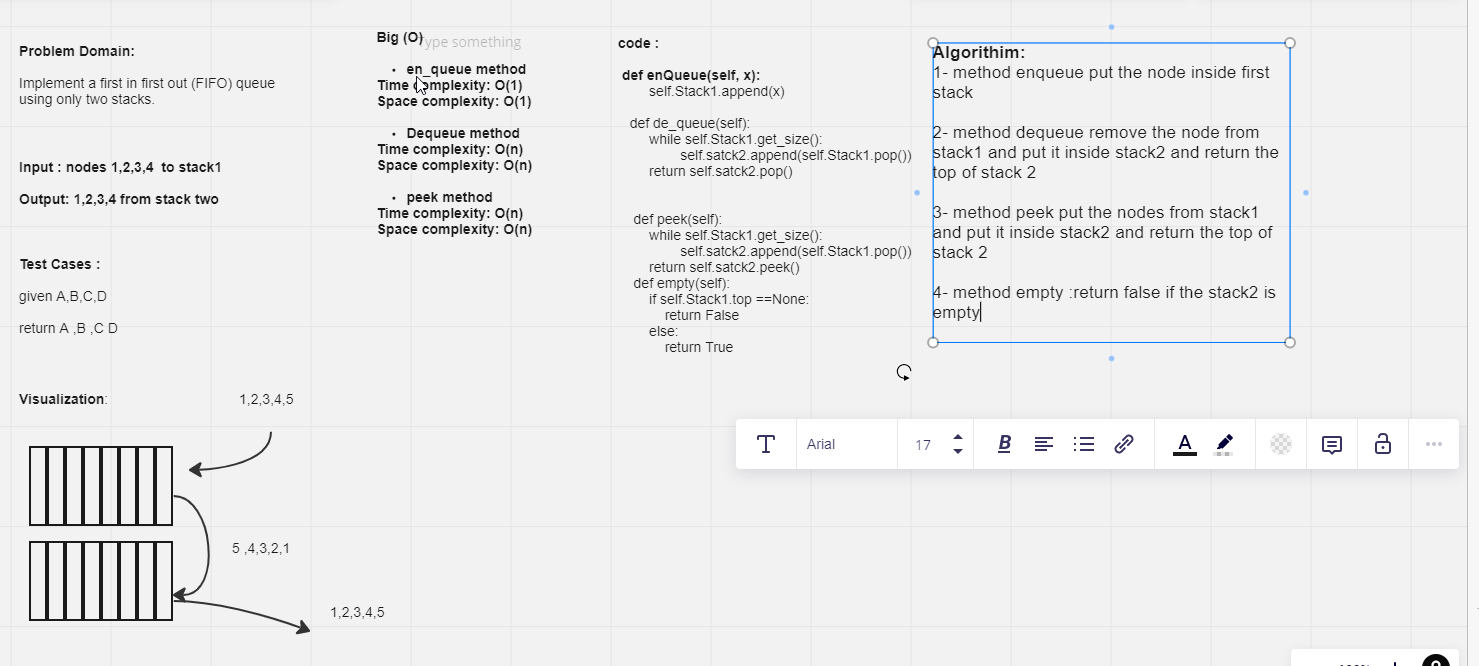 Problem Domain:
Implement a first in first out (FIFO) queue
using only two stacks.
Input : nodes 1,2,3,4 to stack1
Output: 1,2,3,4 from stack two
Test Cases :
given A,B,C,D
return A ,B ,C D
Visualization:
1,2,3,4,5
5 ,4,3,2,1
1,2,3,4,5
Big (O)
Type something
• en_queue method
Time complexity: O(1)
Space complexity: O(1)
• Dequeue method
Time complexity: O(n)
Space complexity: O(n)
• peek method
Time complexity: O(n)
Space complexity: O(n)
code :
def enQueue(self, x):
self.Stack1.append(x)
def de_queue(self):
while self.Stack1.get_size():
self.satck2.append(self.Stack1.pop())
return self.satck2.pop()
def peek(self):
while self.Stack1.get_size():
self.satck2.append(self.Stack1.pop())
return self.satck2.peek()
def empty(self):
if self.Stack1.top ==None:
return False
else:
return True
Algorithim:
1- method enqueue put the node inside first
stack
2- method dequeue remove the node from
stack1 and put it inside stack2 and return the
top of stack 2
3- method peek put the nodes from stack1
and put it inside stack2 and return the top of
stack 2
4- method empty :return false if the stack2 is
empty
T Arial 17 B A